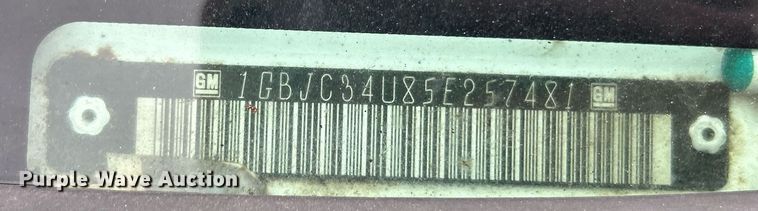 GM 1GBJC34U85E257481 GM
Purple Wave Auction